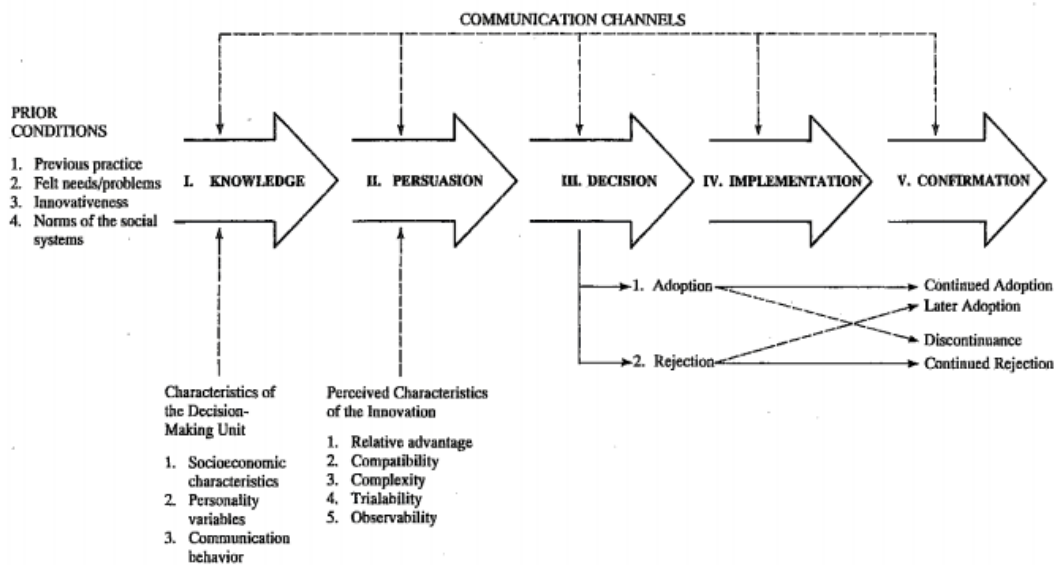 COMMUNICATION CHANNELS
PRIOR
CONDITIONS
1. Previous practice
2. Felt needs/problems
3. Innovativeness
4. Norms of the social
systems
I. KNOWLEDGE
II. PERSUASION
III. DECISION
IV. IMPLEMENTATION
V. CONFIRMATION
1. Adoption
2. Rejection
Continued Adoption
Later Adoption
Discontinuance
Continued Rejection
Characteristics of
the Decision-
Making Unit
1. Socioeconomic
characteristics
2. Personality
variables
3. Communication
behavior
Perceived Characteristics
of the Innovation
1. Relative advantage
2. Compatibility
3. Complexity
4. Trialability
5. Observability